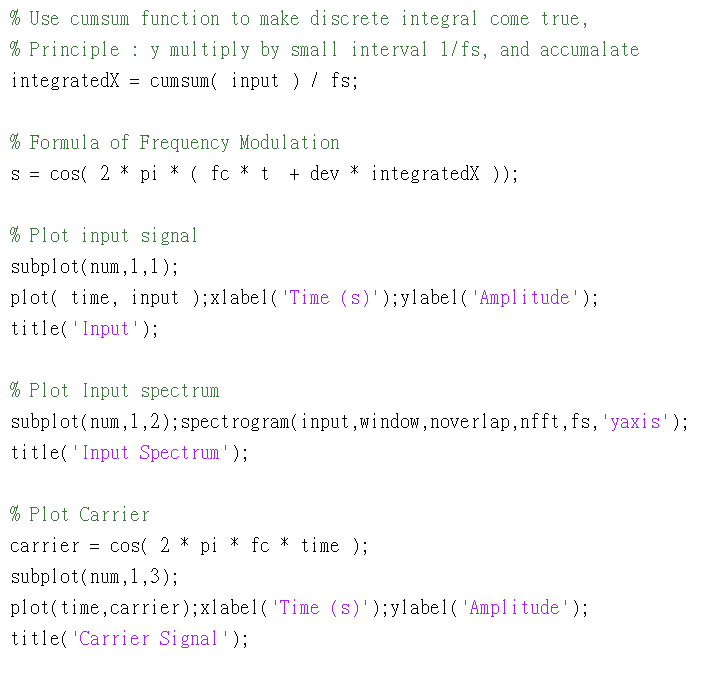 % Use cumsum function to make discrete integral come true,
% Principle : y multiply by small interval 1/fs, and accumalate
integratedX = cumsum( input ) / fs;
% Formula of Frequency Modulation
s = cos( 2 * pi * ( fc * t  + dev * integratedX ));
% Plot input signal
subplot(num,1,1);
plot( time, input );xlabel('Time (s)');ylabel('Amplitude');
title('Input');
% Plot Input spectrum
subplot(num,1,2);spectrogram(input,window,noverlap,nfft,fs,'yaxis');
title('Input Spectrum');
% Plot Carrier
carrier = cos( 2 * pi * fc * time );
subplot(num,1,3);
plot(time,carrier);xlabel('Time (s)');ylabel('Amplitude');
title('Carrier Signal');